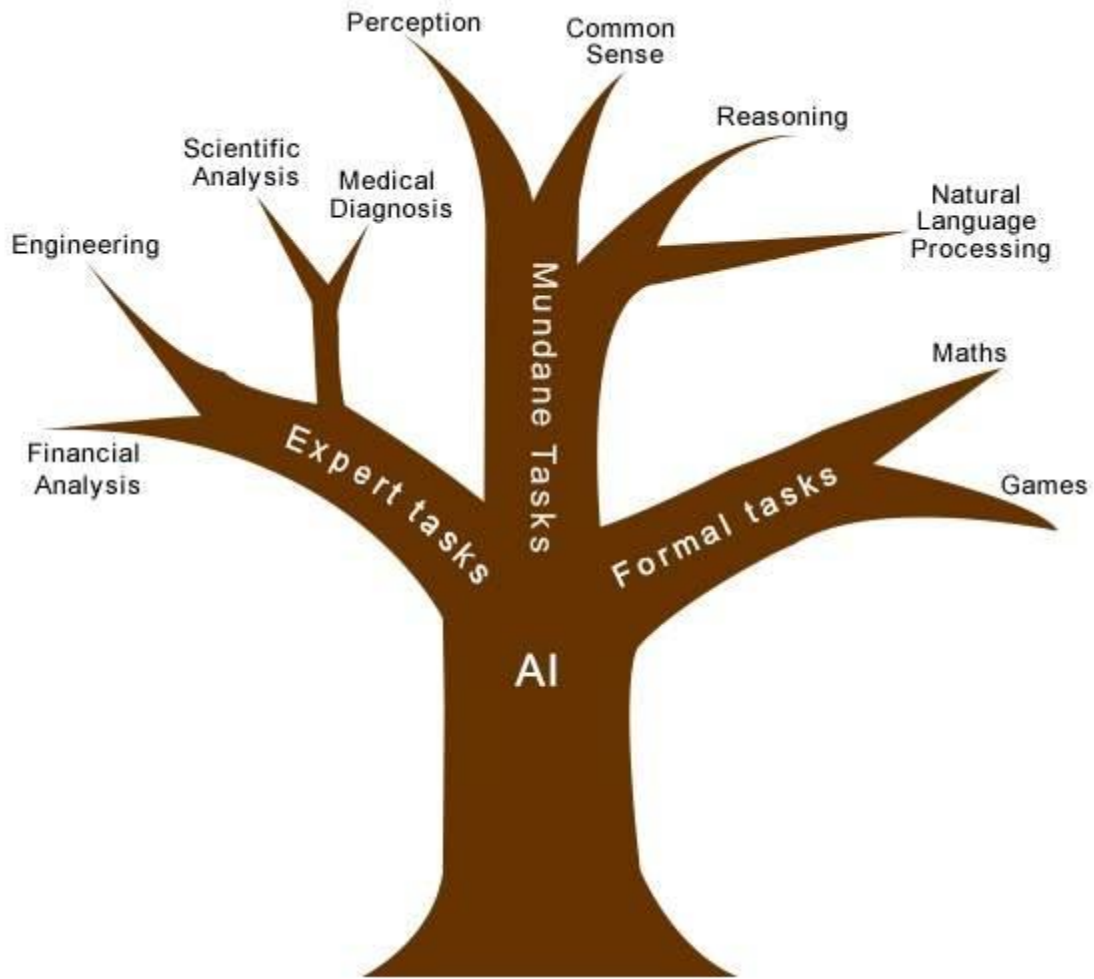 Perception
Common
Sense
Reasoning
Scientific
Analysis
Medical
Diagnosis
Natural
Language
Processing
Engineering
Mundane Tasks
Maths
Expert tasks
Financial
Analysis
Formal tasks
Games
AI